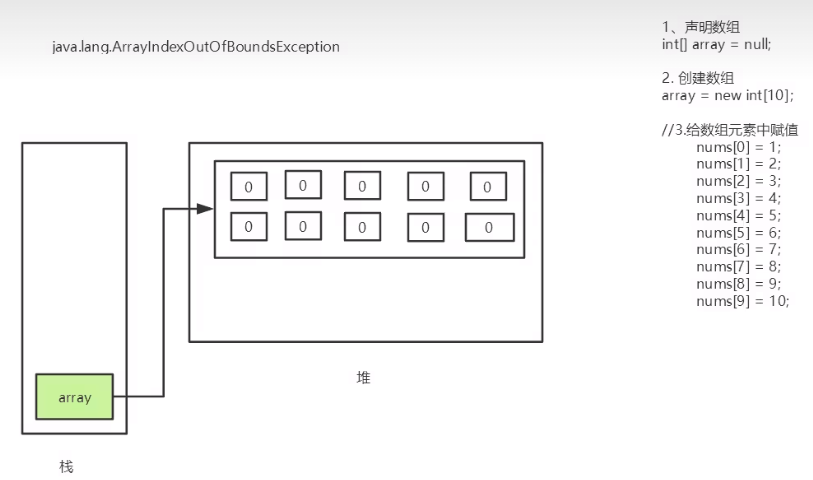 java.lang.ArrayIndexOutOfBoundsException
1、声明数组
int[] array = null;
2. 创建数组
array = new int[10];
//3.给数组元素中赋值
nums[0] = 1;
nums[1] = 2;
nums[2] = 3;
nums[3] = 4;
nums[4] = 5;
nums[5] = 6;
nums[6] = 7;
nums[7] = 8;
nums[8] = 9;
nums[9] = 10;
0 0 0 0 0
0 0 0 0 0
array
堆
栈